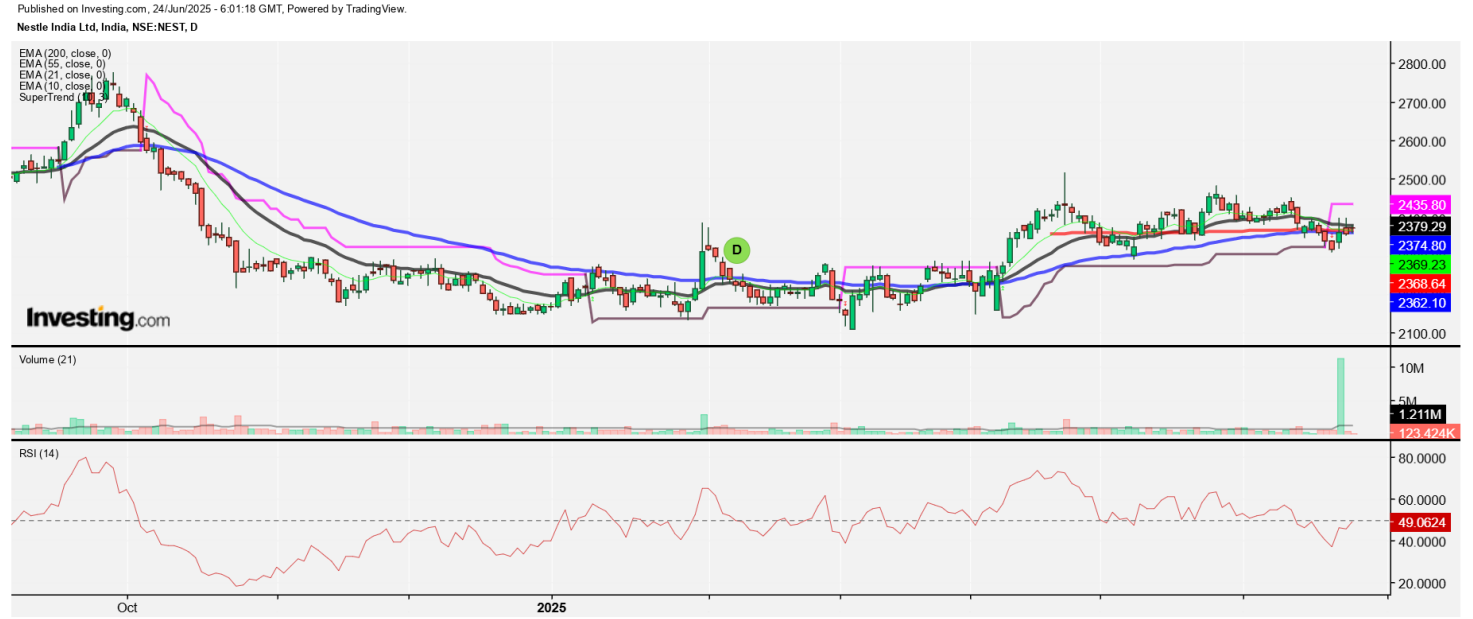 Published on Investing.com, 24/Jun/2025 - 6:01:18 GMT, Powered by TradingView.
Nestle India Ltd, India, NSE:NEST, D
EMA (200, close, 0)
EMA (55, close, 0)
EMA (21, close, 0)
EMA (10, close, 0)
SuperTrend (10, 3)
2800.00
2700.00
2600.00
2500.00
2435.80
2379.29
2374.80
2369.23
2368.64
2362.10
2100.00
D
Investing.com
Volume (21)
10M
5M
1.211M
123.424K
RSI (14)
80.0000
60.0000
49.0624
40.0000
20.0000
Oct
2025